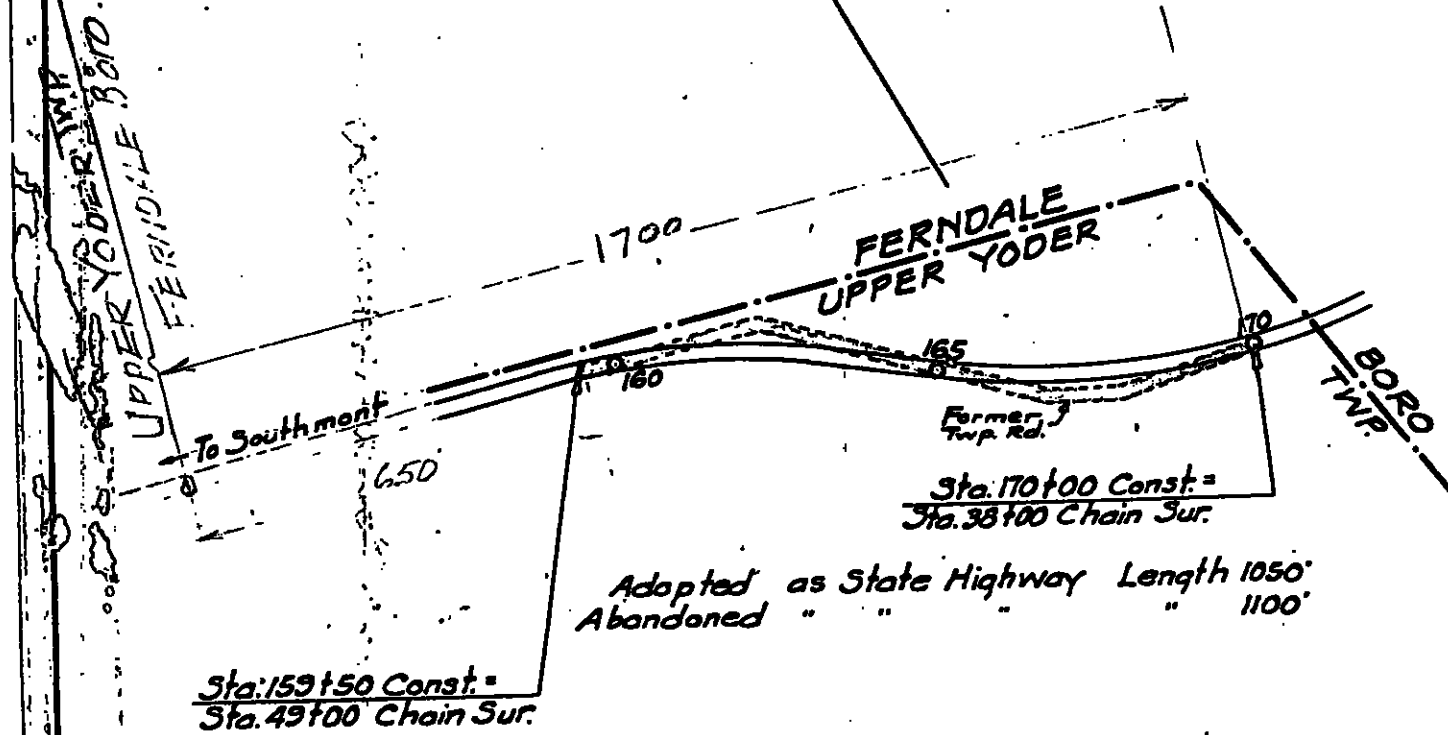 UPPER YODER TWP.
FERNDALE BORO.
1700
FERNDALE
UPPER YODER
BORO
TWP.
160
165
170
To Southmont
650
Former
Twp. Rd.
Sta. 170+00 Const. =
Sta. 38+00 Chain Sur.
Adopted as State Highway Length 1050'
Abandoned " " " " 1100'
Sta. 159+50 Const. =
Sta. 49+00 Chain Sur.